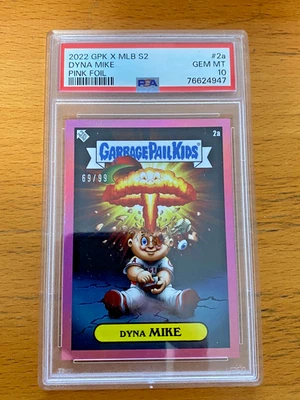 2022 GPK X MLB S2 #2a
DYNA MIKE GEM MT
PINK FOIL PSA 10
76624947
2a
GARBAGE PAIL KIDS
69/99
DYNA MIKE